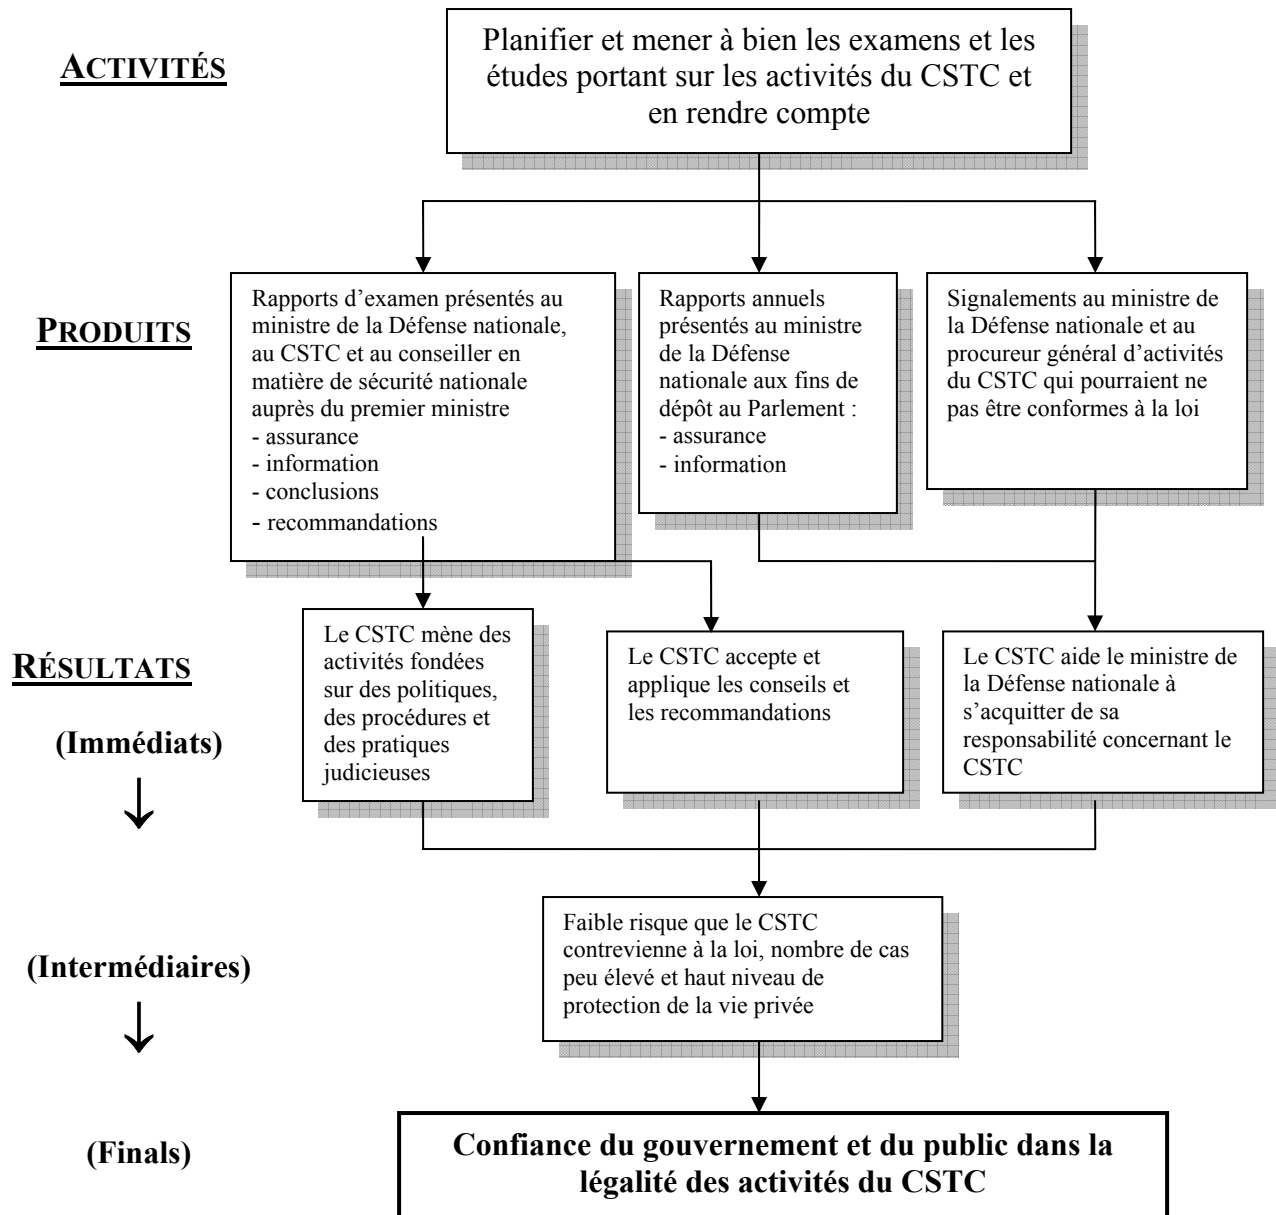 ACTIVITÉS
Planifier et mener à bien les examens et les
études portant sur les activités du CSTC et
en rendre compte
PRODUITS
Rapports d’examen présentés au
ministre de la Défense nationale,
au CSTC et au conseiller en
matière de sécurité nationale
auprès du premier ministre
- assurance
- information
- conclusions
- recommandations
Rapports annuels
présentés au ministre
de la Défense
nationale aux fins de
dépôt au Parlement :
- assurance
- information
Signalements au ministre de
la Défense nationale et au
procureur général d’activités
du CSTC qui pourraient ne
pas être conformes à la loi
RÉSULTATS
(Immédiats)
Le CSTC mène des
activités fondées
sur des politiques,
des procédures et
des pratiques
judicieuses
Le CSTC accepte et
applique les conseils et
les recommandations
Le CSTC aide le ministre de
la Défense nationale à
s’acquitter de sa
responsabilité concernant le
CSTC
(Intermédiaires)
Faible risque que le CSTC
contrevienne à la loi, nombre de cas
peu élevé et haut niveau de
protection de la vie privée
(Finals)
Confiance du gouvernement et du public dans la
légalité des activités du CSTC